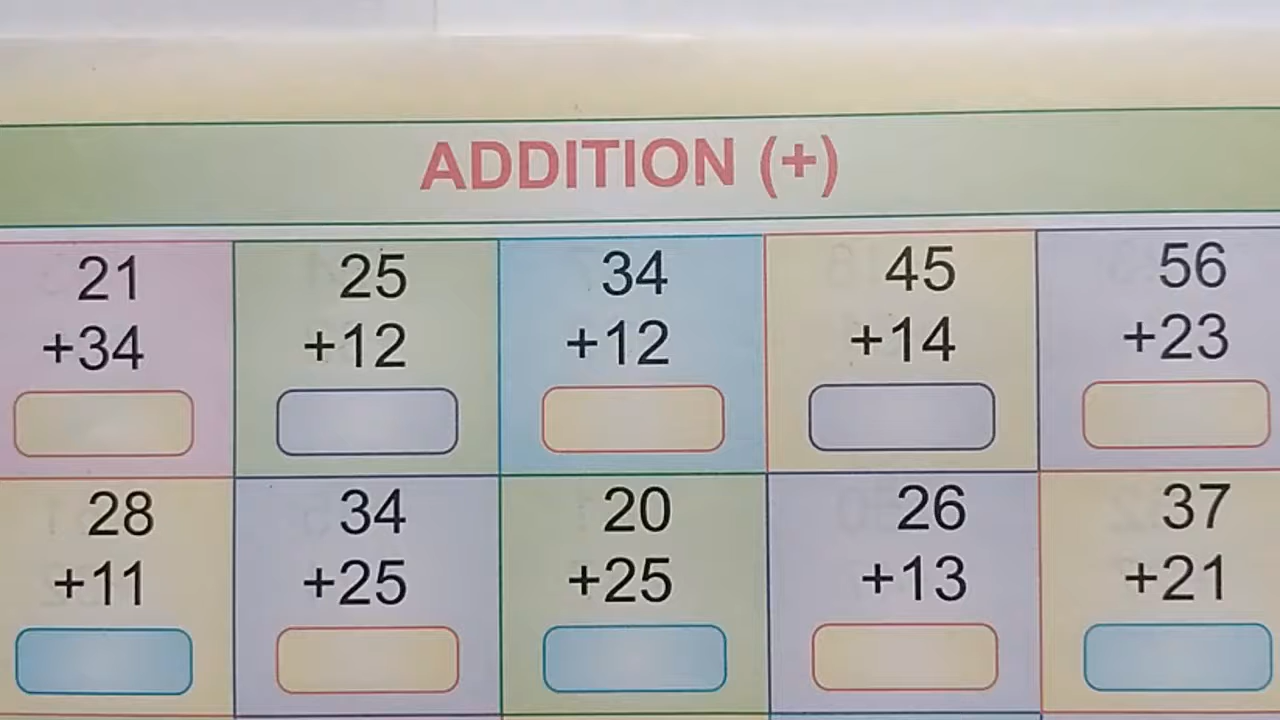 ADDITION (+)
21 25 34 45 56
+34 +12 +12 +14 +23
28 34 20 26 37
+11 +25 +25 +13 +21